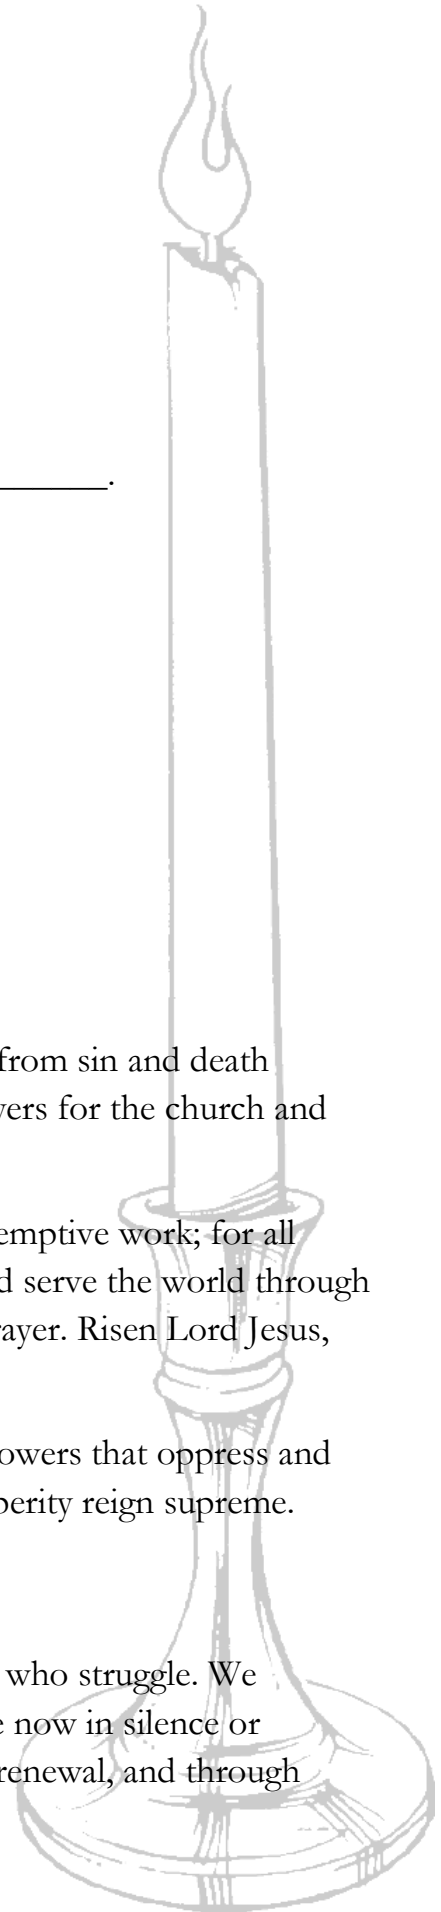 _______.
from sin and death
vers for the church and
emptive work; for all
d serve the world through
rayer. Risen Lord Jesus,
owers that oppress and
perity reign supreme.
who struggle. We
e now in silence or
renewal, and through